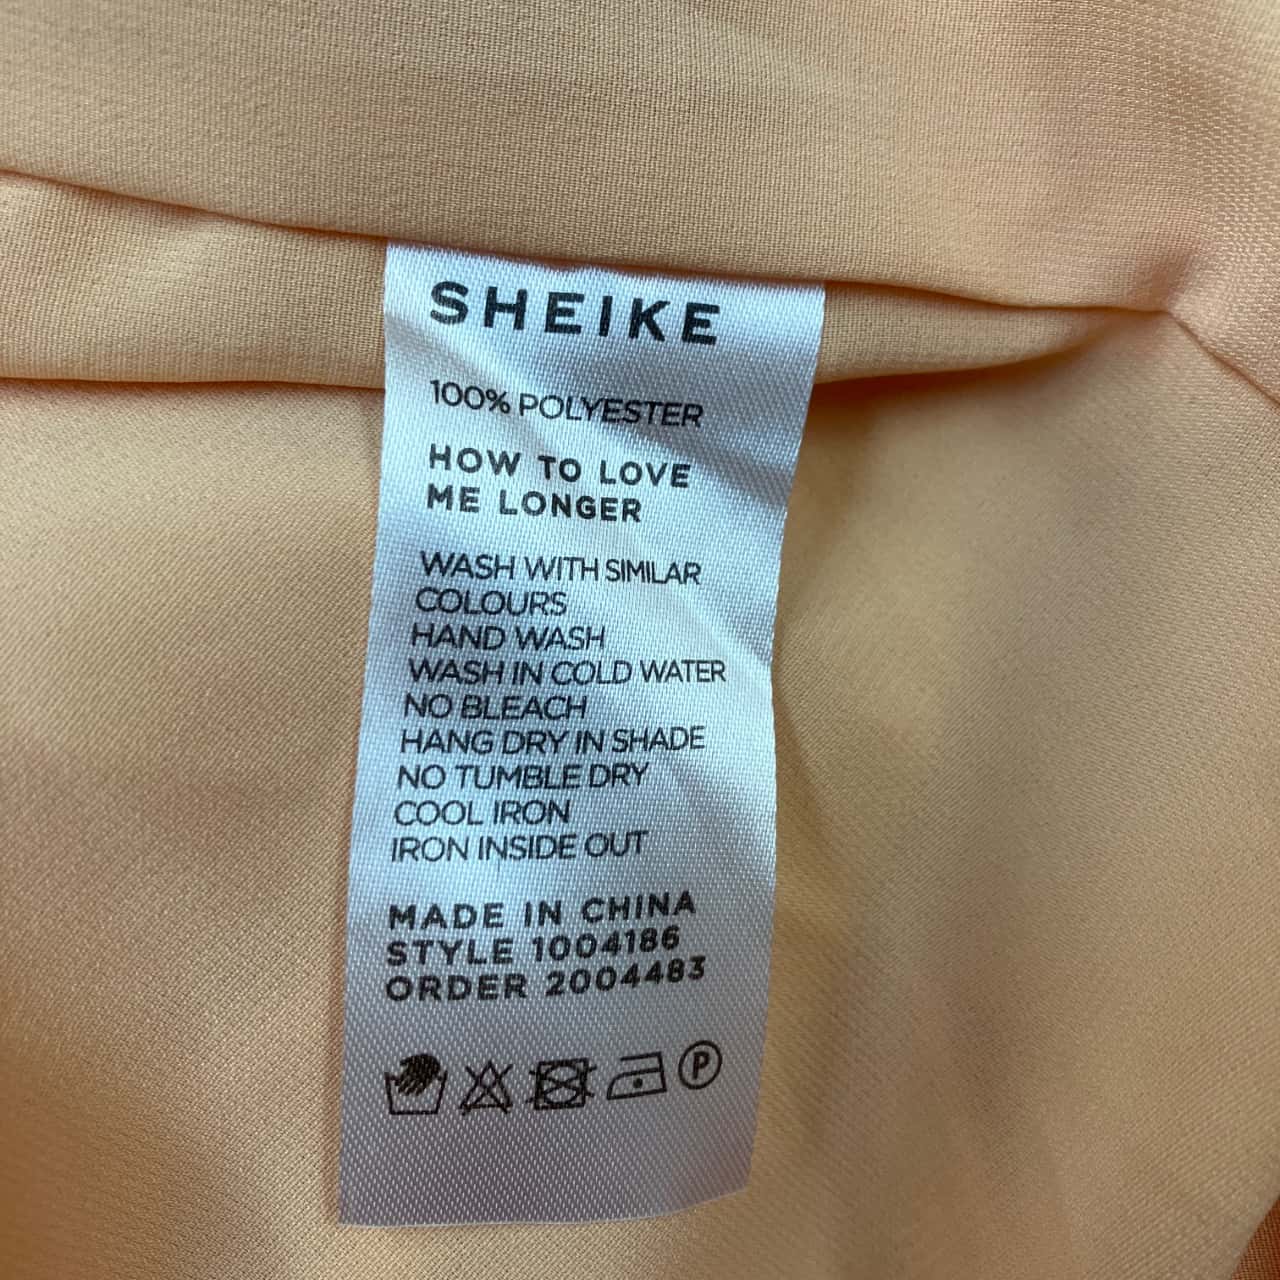 SHEIKE
100% POLYESTER
HOW TO LOVE
ME LONGER
WASH WITH SIMILAR
COLOURS
HAND WASH
WASH IN COLD WATER
NO BLEACH
HANG DRY IN SHADE
NO TUMBLE DRY
COOL IRON
IRON INSIDE OUT
MADE IN CHINA
STYLE 1004186
ORDER 2004483
P